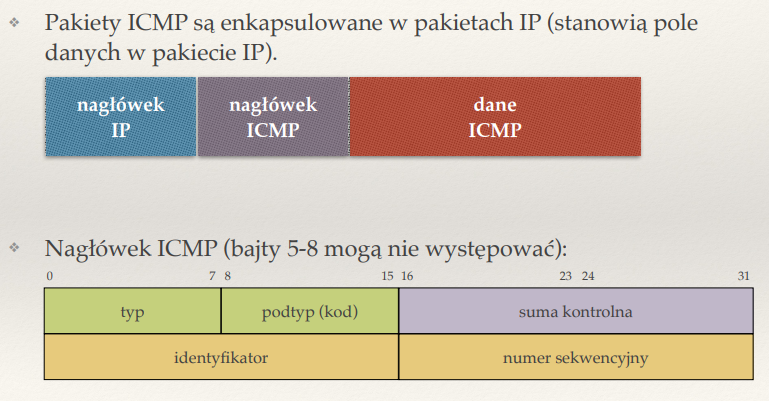 ❖ Pakiety ICMP są enkapsulowane w pakietach IP (stanowią pole
danych w pakiecie IP).
nagłówek
IP
nagłówek
ICMP
dane
ICMP
❖ Nagłówek ICMP (bajty 5-8 mogą nie występować):
0 7 8 15 16 23 24 31
typ podtyp (kod) suma kontrolna
identyfikator numer sekwencyjny